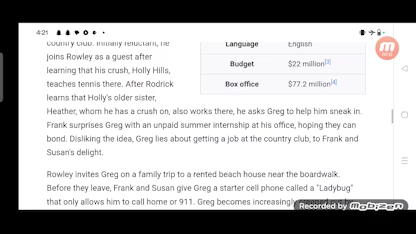 4:21
country club. Initially reluctant, he
joins Rowley as a guest after
learning that his crush, Holly Hills,
teaches tennis there. After Rodrick
learns that Holly's older sister,
Language English
Budget $22 million[3]
Box office $77.2 million[4]
Heather, whom he has a crush on, also works there, he asks Greg to help him sneak in.
Frank surprises Greg with an unpaid summer internship at his office, hoping they can
bond. Disliking the idea, Greg lies about getting a job at the country club, to Frank and
Susan's delight.
Rowley invites Greg on a family trip to a rented beach house near the boardwalk.
Before they leave, Frank and Susan give Greg a starter cell phone called a "Ladybug"
that only allows him to call home or 911. Greg becomes increasingly
Recorded by Mobizen